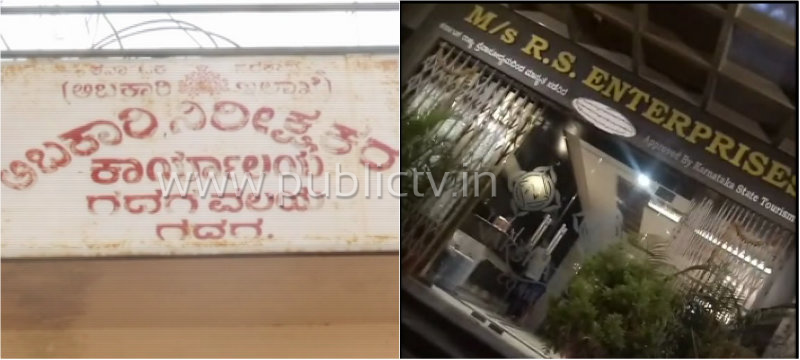 (ಅಬಕಾರಿ ಇಲಾಖೆ)
ಅಬಕಾರಿ ನಿರೀಕ್ಷಕರ
ಕಾರ್ಯಾಲಯ
ಗದಗ ವಲಯ
ಗದಗ.
www.publictv.in
M/s R.S. ENTERPRISES
Approved By Karnataka State Tourism